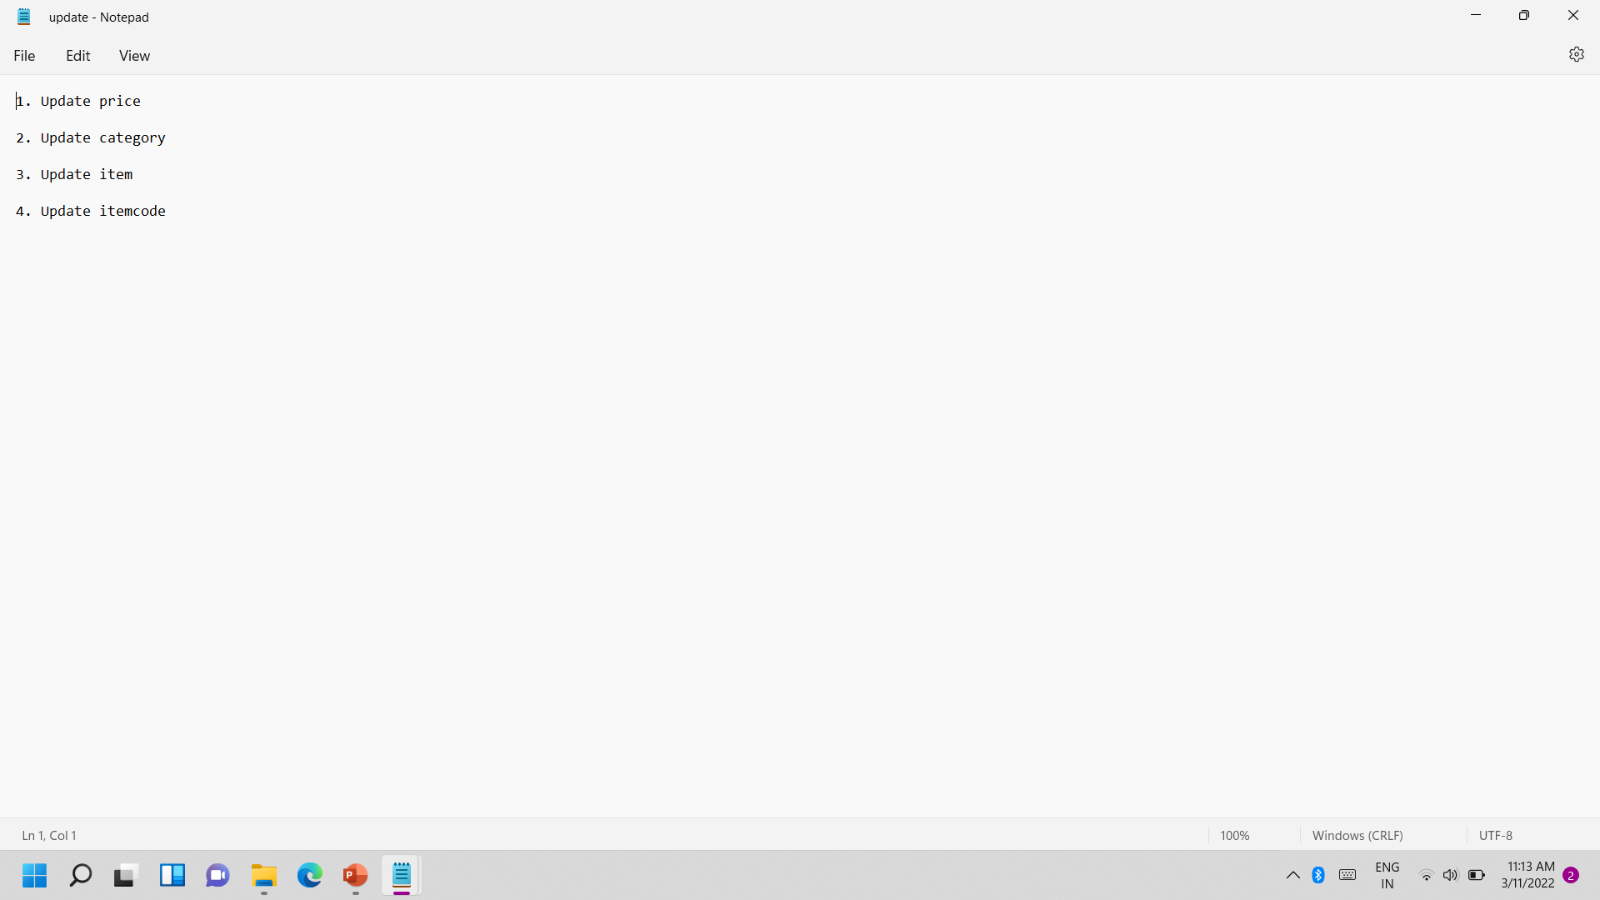 update - Notepad
File Edit View
1. Update price
2. Update category
3. Update item
4. Update itemcode
Ln 1, Col 1 100% Windows (CRLF) UTF-8
P
ENG
IN
11:13 AM
3/11/2022
2